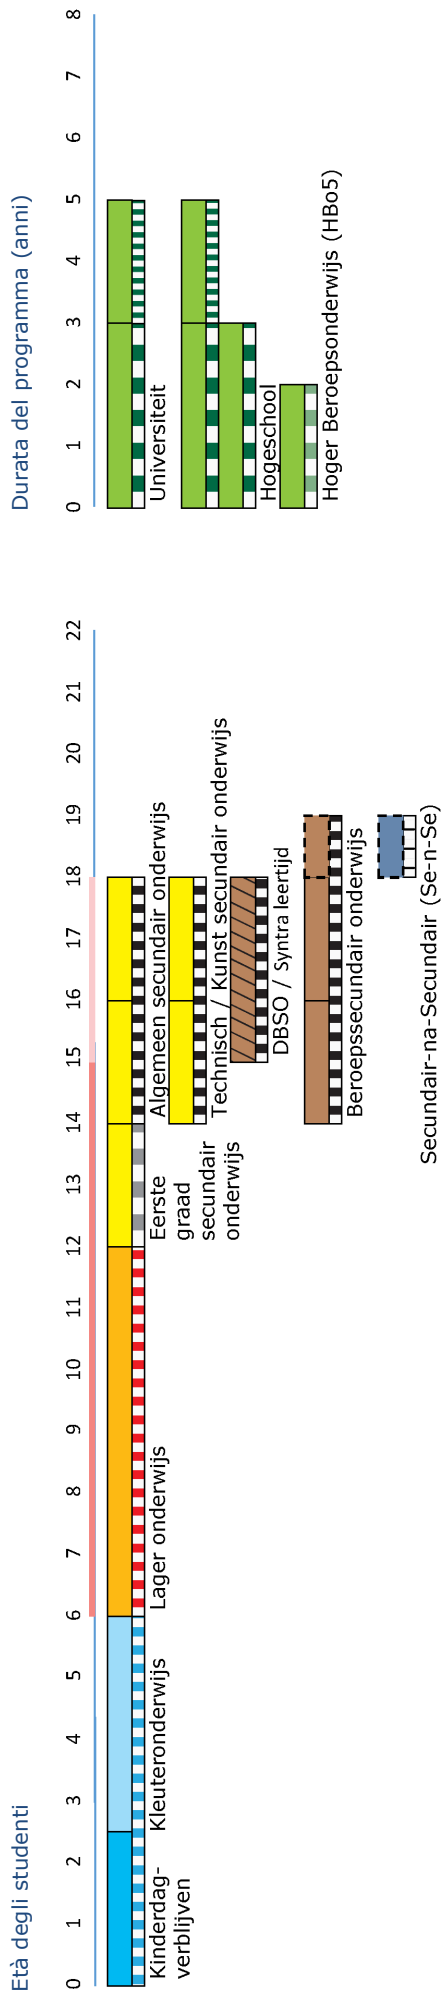 Età degli studenti
0 1 2 3 4 5 6 7 8 9 10 11 12 13 14 15 16 17 18 19 20 21 22
Kinderdag-
verblijven
Kleuteronderwijs
Lager onderwijs
Eerste
graad
secundair
onderwijs
Algemeen secundair onderwijs
Technisch / Kunst secundair onderwijs
DBSO / Syntra leertijd
Beroepssecundair onderwijs
Secundair-na-Secundair (Se-n-Se)
Durata del programma (anni)
0 1 2 3 4 5 6 7 8
Universiteit
Hogeschool
Hoger Beroepsonderwijs (HBo5)